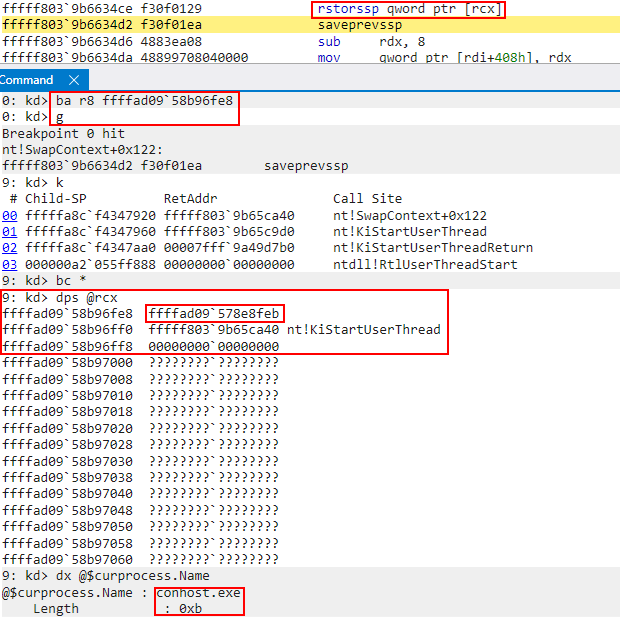 fffff803`9b6634ce f30f0129 rstorssp qword ptr [rcx]
fffff803`9b6634d2 f30f01ea saveprevssp
fffff803`9b6634d6 4883ea08 sub rdx, 8
fffff803`9b6634da 48899708040000 mov qword ptr [rdi+408h], rdx
Command ×
0: kd> ba r8 ffffad09`58b96fe8
0: kd> g
Breakpoint 0 hit
nt!SwapContext+0x122:
fffff803`9b6634d2 f30f01ea saveprevssp
9: kd> k
# Child-SP RetAddr Call Site
00 fffffa8c`f4347920 fffff803`9b65ca40 nt!SwapContext+0x122
01 fffffa8c`f4347960 fffff803`9b65c9d0 nt!KiStartUserThread
02 fffffa8c`f4347aa0 00007fff`9a49d7b0 nt!KiStartUserThreadReturn
03 000000a2`055ff888 00000000`00000000 ntdll!RtlUserThreadStart
9: kd> bc *
9: kd> dps @rcx
ffffad09`58b96fe8 ffffad09`578e8feb
ffffad09`58b96ff0 fffff803`9b65ca40 nt!KiStartUserThread
ffffad09`58b96ff8 00000000`00000000
ffffad09`58b97000 ????????`????????
ffffad09`58b97008 ????????`????????
ffffad09`58b97010 ????????`????????
ffffad09`58b97018 ????????`????????
ffffad09`58b97020 ????????`????????
ffffad09`58b97028 ????????`????????
ffffad09`58b97030 ????????`????????
ffffad09`58b97038 ????????`????????
ffffad09`58b97040 ????????`????????
ffffad09`58b97048 ????????`????????
ffffad09`58b97050 ????????`????????
ffffad09`58b97058 ????????`????????
ffffad09`58b97060 ????????`????????
9: kd> dx @$curprocess.Name
@$curprocess.Name : conhost.exe
Length : 0xb